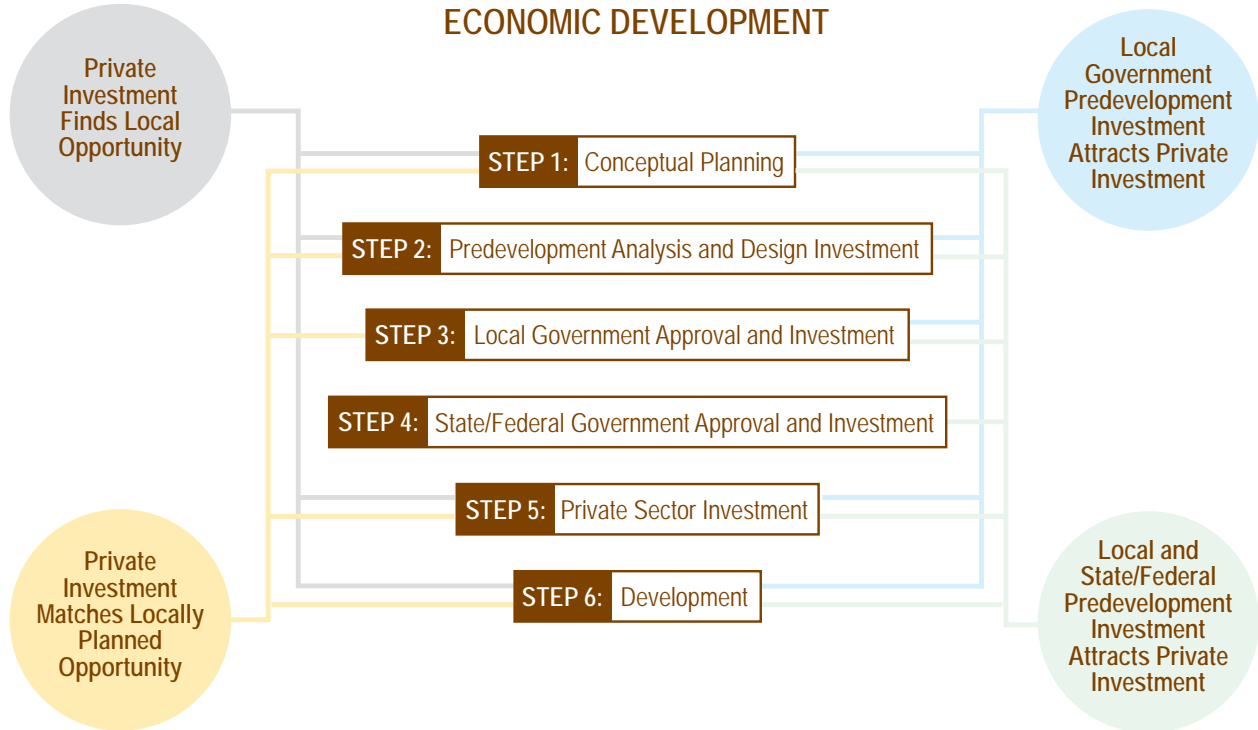 ECONOMIC DEVELOPMENT
Private
Investment
Finds Local
Opportunity
Local
Government
Predevelopment
Investment
Attracts Private
Investment
STEP 1: Conceptual Planning
STEP 2: Predevelopment Analysis and Design Investment
STEP 3: Local Government Approval and Investment
STEP 4: State/Federal Government Approval and Investment
STEP 5: Private Sector Investment
STEP 6: Development
Private
Investment
Matches Locally
Planned
Opportunity
Local and
State/Federal
Predevelopment
Investment
Attracts Private
Investment